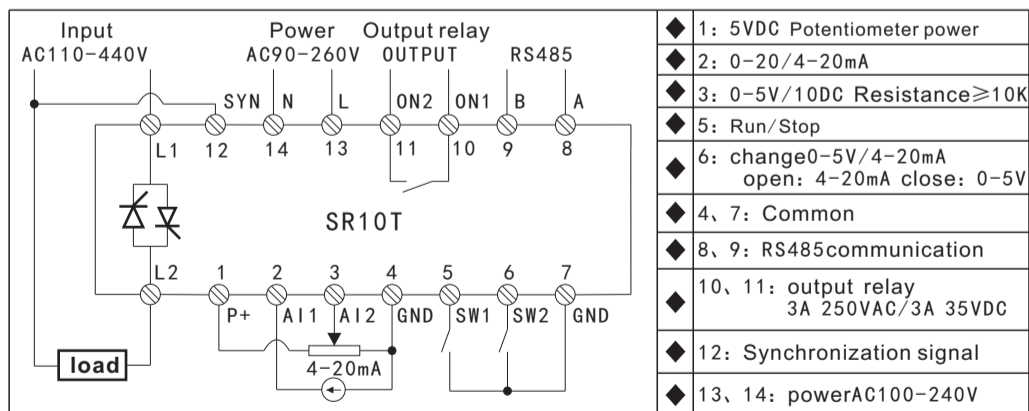 Input
AC110-440V
Power
AC90-260V
Output relay
OUTPUT
RS485
SYN
N
L
ON2
ON1
B
A
L1
12
14
13
11
10
9
8
SR10T
L2
1
2
3
4
5
6
7
P+
AI1
AI2
GND
SW1
SW2
GND
4-20mA
load
1: 5VDC Potentiometer power
2: 0-20/4-20mA
3: 0-5V/10DC Resistance≥10K
5: Run/Stop
6: change0-5V/4-20mA
open: 4-20mA close: 0-5V
4、7: Common
8、9: RS485communication
10、11: output relay
3A 250VAC/3A 35VDC
12: Synchronization signal
13、14: powerAC100-240V